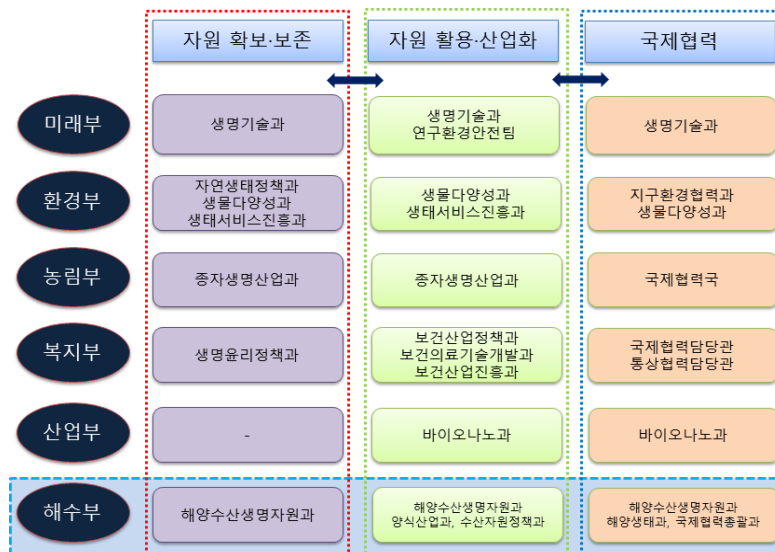 자원 확보·보존
자원 활용·산업화
국제협력
미래부
생명기술과
생명기술과
연구환경안전팀
생명기술과
환경부
자연생태정책과
생물다양성과
생태서비스진흥과
생물다양성과
생태서비스진흥과
지구환경협력과
생물다양성과
농림부
종자생명산업과
종자생명산업과
국제협력국
복지부
생명윤리정책과
보건산업정책과
보건의료기술개발과
보건산업진흥과
국제협력담당관
통상협력담당관
산업부
-
바이오나노과
바이오나노과
해수부
해양수산생명자원과
해양수산생명자원과
양식산업과, 수산자원정책과
해양수산생명자원과
해양생태과, 국제협력총괄과